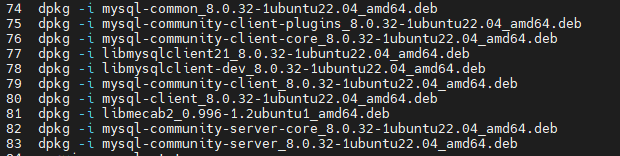 74 dpkg -i mysql-common_8.0.32-1ubuntu22.04_amd64.deb
75 dpkg -i mysql-community-client-plugins_8.0.32-1ubuntu22.04_amd64.deb
76 dpkg -i mysql-community-client-core_8.0.32-1ubuntu22.04_amd64.deb
77 dpkg -i libmysqlclient21_8.0.32-1ubuntu22.04_amd64.deb
78 dpkg -i libmysqlclient-dev_8.0.32-1ubuntu22.04_amd64.deb
79 dpkg -i mysql-community-client_8.0.32-1ubuntu22.04_amd64.deb
80 dpkg -i mysql-client_8.0.32-1ubuntu22.04_amd64.deb
81 dpkg -i libmecab2_0.996-1.2ubuntu1_amd64.deb
82 dpkg -i mysql-community-server-core_8.0.32-1ubuntu22.04_amd64.deb
83 dpkg -i mysql-community-server_8.0.32-1ubuntu22.04_amd64.deb